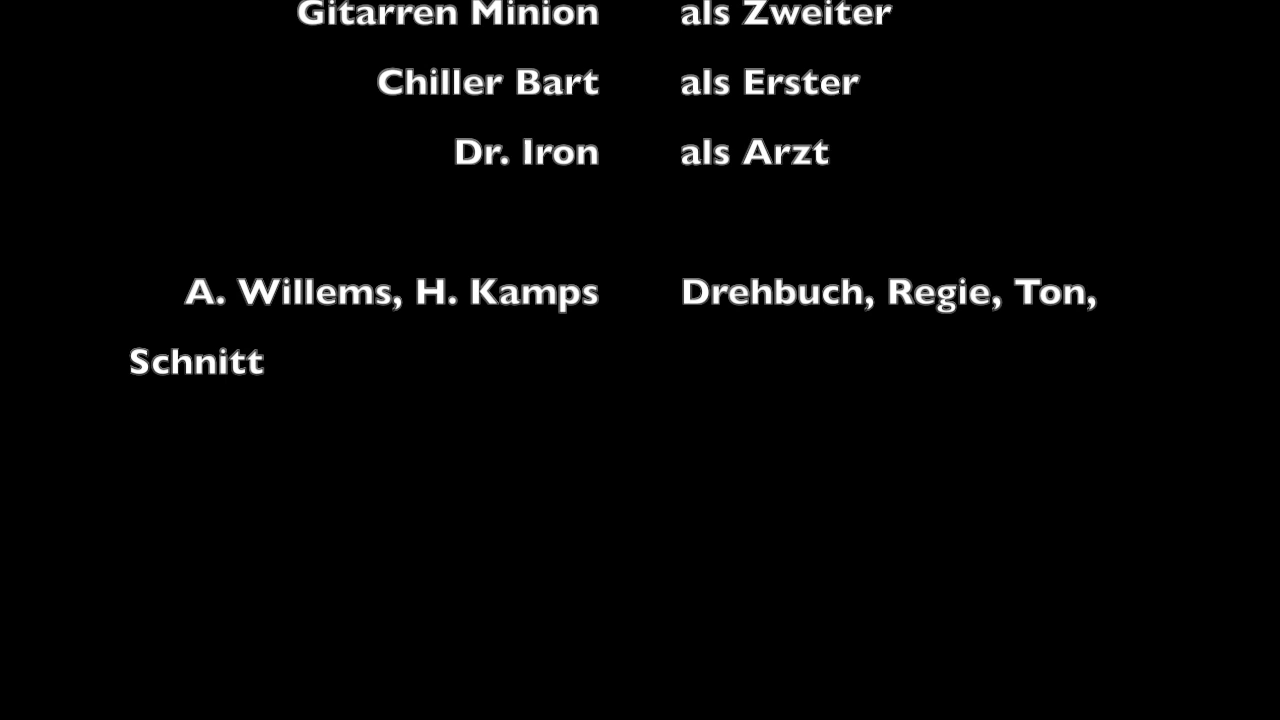 Gitarren Minion als Zweiter
Chiller Bart als Erster
Dr. Iron als Arzt
A. Willems, H. Kamps Drehbuch, Regie, Ton,
Schnitt